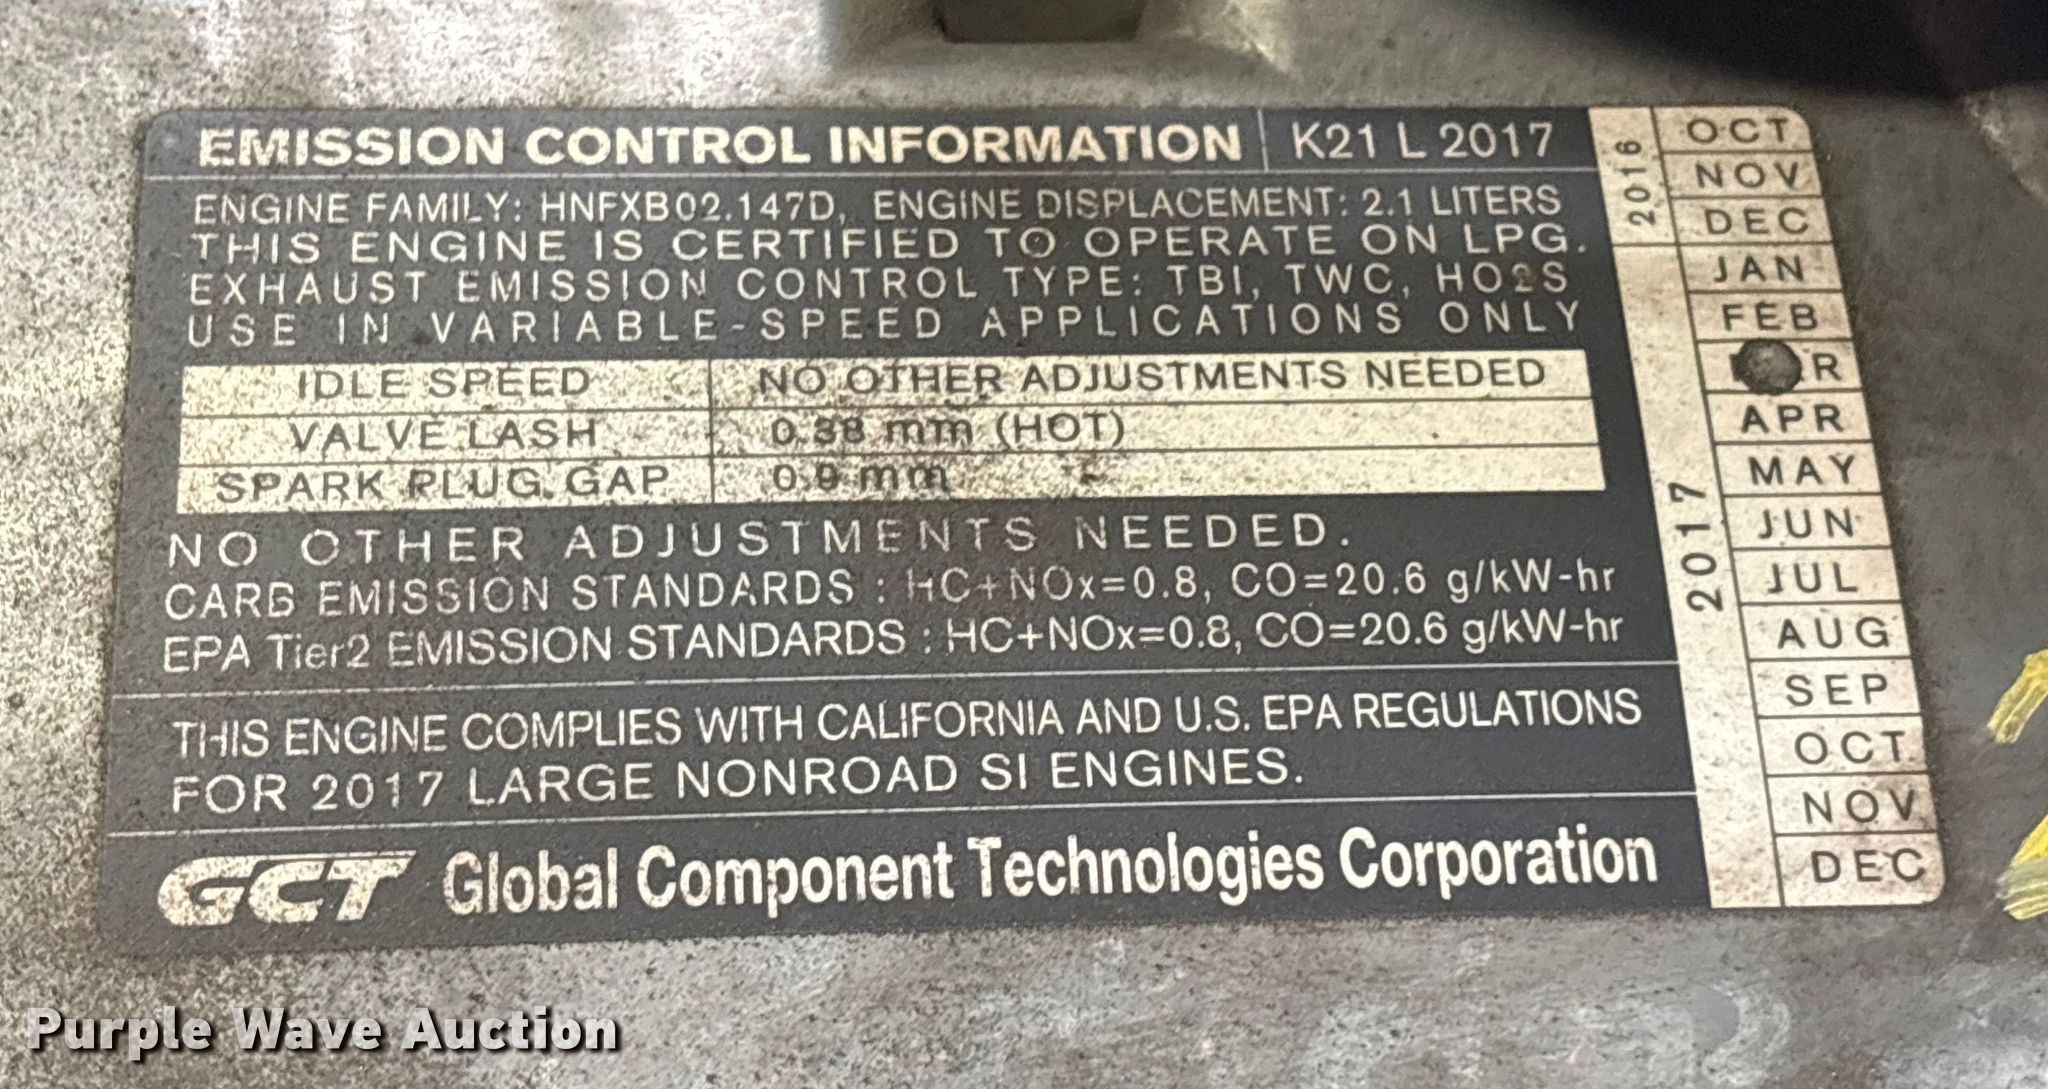 EMISSION CONTROL INFORMATION K21 L 2017
ENGINE FAMILY: HNFXB02.147D, ENGINE DISPLACEMENT: 2.1 LITERS
THIS ENGINE IS CERTIFIED TO OPERATE ON LPG.
EXHAUST EMISSION CONTROL TYPE: TBI, TWC, HO2S
USE IN VARIABLE-SPEED APPLICATIONS ONLY
IDLE SPEED NO OTHER ADJUSTMENTS NEEDED
VALVE LASH 0.38 mm (HOT)
SPARK PLUG GAP 0.9 mm
NO OTHER ADJUSTMENTS NEEDED.
CARB EMISSION STANDARDS : HC+NOx=0.8, CO=20.6 g/kW-hr
EPA Tier2 EMISSION STANDARDS : HC+NOx=0.8, CO=20.6 g/kW-hr
THIS ENGINE COMPLIES WITH CALIFORNIA AND U.S. EPA REGULATIONS
FOR 2017 LARGE NONROAD SI ENGINES.
GCT Global Component Technologies Corporation
2016
OCT
NOV
DEC
2017
JAN
FEB
APR
MAY
JUN
JUL
AUG
SEP
OCT
NOV
DEC
Purple Wave Auction